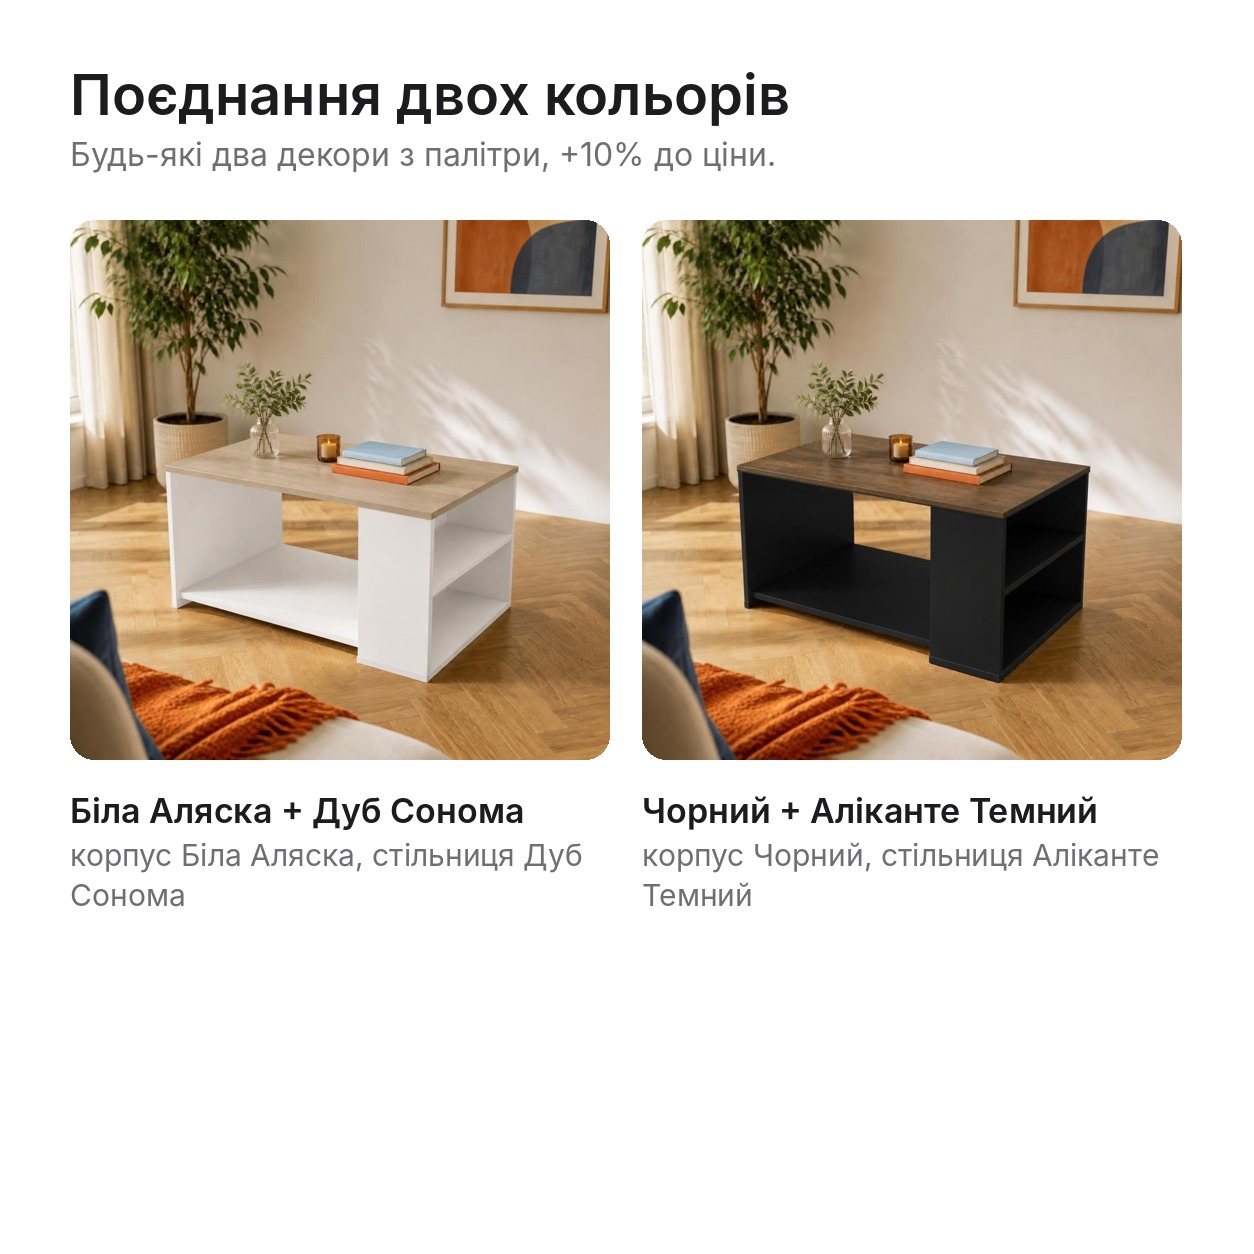 Поєднання двох кольорів
Будь-які два декори з палітри, +10% до ціни.
Біла Аляска + Дуб Сонома
корпус Біла Аляска, стільниця Дуб
Сонома
Чорний + Аліканте Темний
корпус Чорний, стільниця Аліканте
Темний